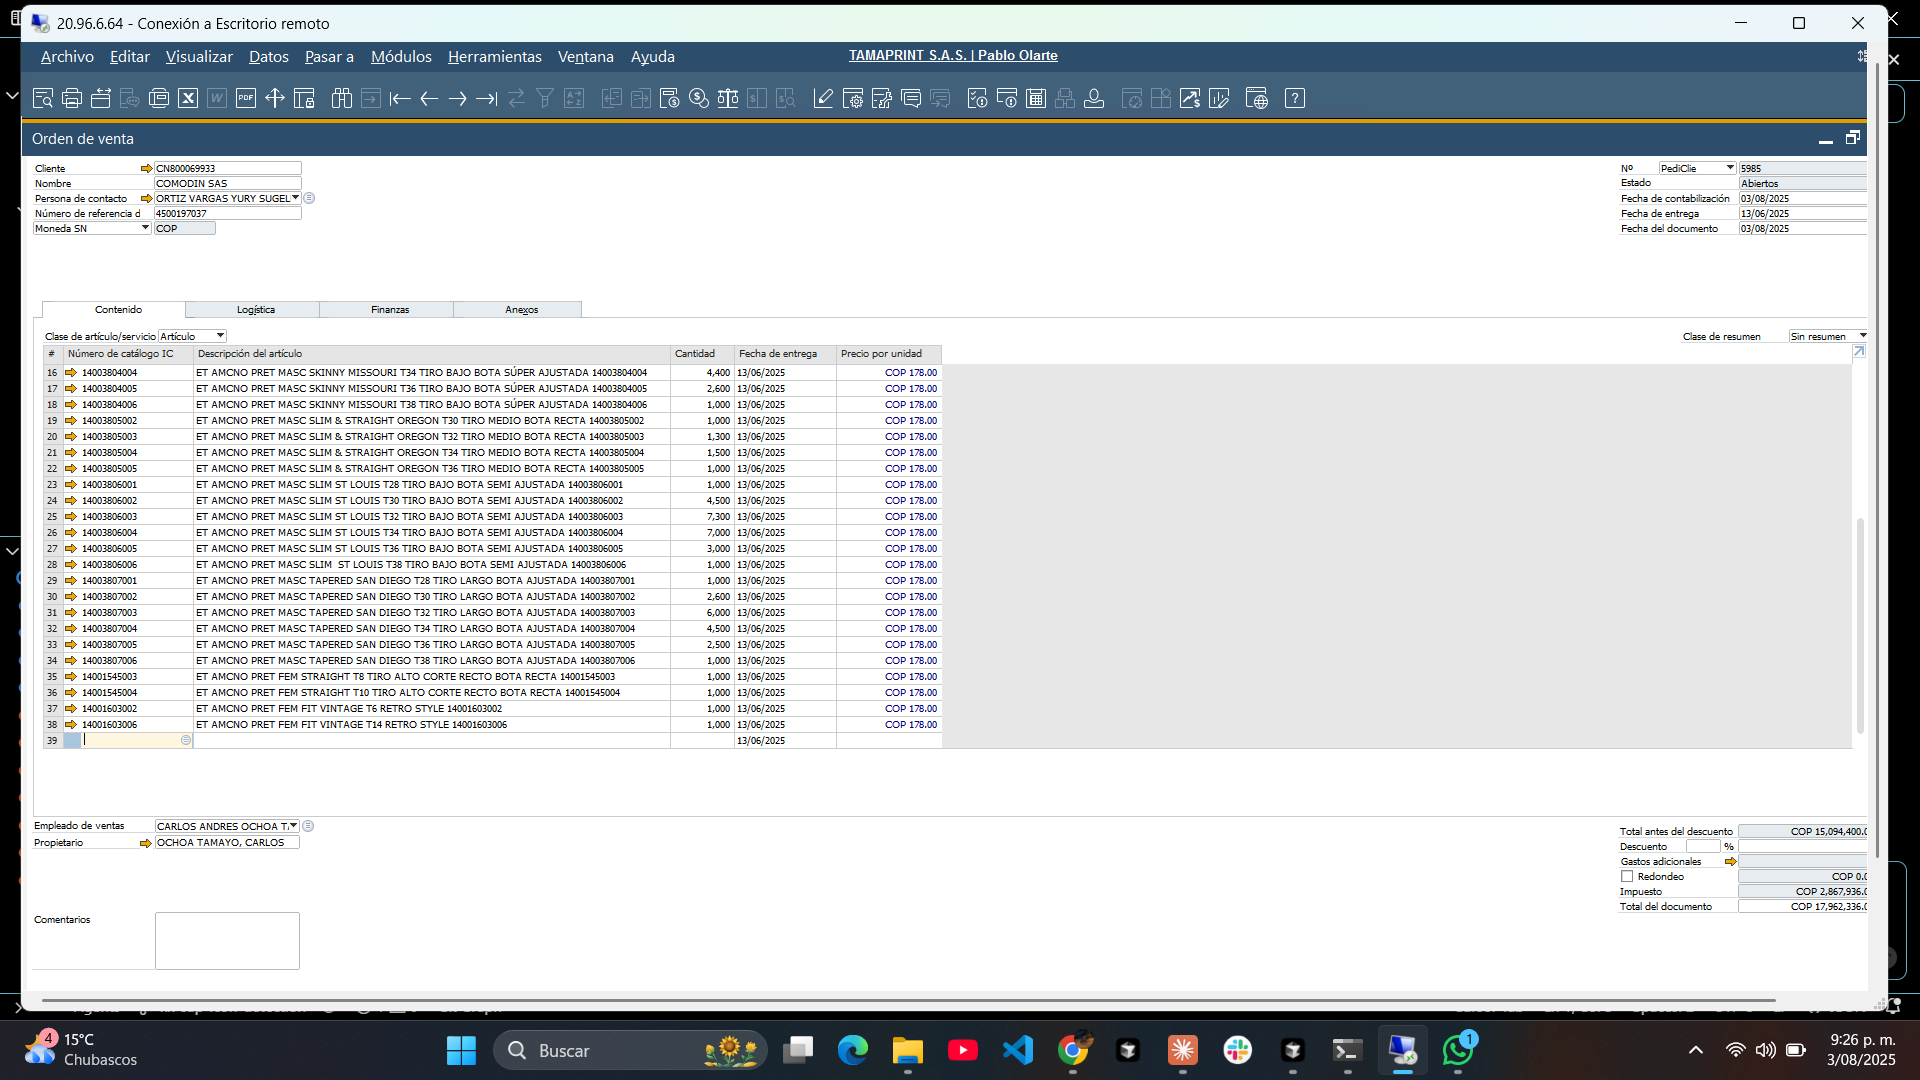 20.96.6.64 - Conexión a Escritorio remoto
Archivo Editar Visualizar Datos Pasar a Módulos Herramientas Ventana Ayuda
TAMAPRINT S.A.S. | Pablo Olarte
Orden de venta
Cliente CN800069933
Nombre COMODIN SAS
Persona de contacto ORTIZ VARGAS YURY SUGEL
Número de referencia d 4500197037
Moneda SN COP
Nº PediClie 5985
Estado Abiertos
Fecha de contabilización 03/08/2025
Fecha de entrega 13/06/2025
Fecha del documento 03/08/2025
Contenido Logística Finanzas Anexos
Clase de artículo/servicio Artículo
Clase de resumen Sin resumen
# Número de catálogo IC Descripción del artículo Cantidad Fecha de entrega Precio por unidad
16 14003804004 ET AMCNO PRET MASC SKINNY MISSOURI T34 TIRO BAJO BOTA SÚPER AJUSTADA 14003804004 4,400 13/06/2025 COP 178.00
17 14003804005 ET AMCNO PRET MASC SKINNY MISSOURI T36 TIRO BAJO BOTA SÚPER AJUSTADA 14003804005 2,600 13/06/2025 COP 178.00
18 14003804006 ET AMCNO PRET MASC SKINNY MISSOURI T38 TIRO BAJO BOTA SÚPER AJUSTADA 14003804006 1,000 13/06/2025 COP 178.00
19 14003805002 ET AMCNO PRET MASC SLIM & STRAIGHT OREGON T30 TIRO MEDIO BOTA RECTA 14003805002 1,000 13/06/2025 COP 178.00
20 14003805003 ET AMCNO PRET MASC SLIM & STRAIGHT OREGON T32 TIRO MEDIO BOTA RECTA 14003805003 1,300 13/06/2025 COP 178.00
21 14003805004 ET AMCNO PRET MASC SLIM & STRAIGHT OREGON T34 TIRO MEDIO BOTA RECTA 14003805004 1,500 13/06/2025 COP 178.00
22 14003805005 ET AMCNO PRET MASC SLIM & STRAIGHT OREGON T36 TIRO MEDIO BOTA RECTA 14003805005 1,000 13/06/2025 COP 178.00
23 14003806001 ET AMCNO PRET MASC SLIM ST LOUIS T28 TIRO BAJO BOTA SEMI AJUSTADA 14003806001 1,000 13/06/2025 COP 178.00
24 14003806002 ET AMCNO PRET MASC SLIM ST LOUIS T30 TIRO BAJO BOTA SEMI AJUSTADA 14003806002 4,500 13/06/2025 COP 178.00
25 14003806003 ET AMCNO PRET MASC SLIM ST LOUIS T32 TIRO BAJO BOTA SEMI AJUSTADA 14003806003 7,300 13/06/2025 COP 178.00
26 14003806004 ET AMCNO PRET MASC SLIM ST LOUIS T34 TIRO BAJO BOTA SEMI AJUSTADA 14003806004 7,000 13/06/2025 COP 178.00
27 14003806005 ET AMCNO PRET MASC SLIM ST LOUIS T36 TIRO BAJO BOTA SEMI AJUSTADA 14003806005 3,000 13/06/2025 COP 178.00
28 14003806006 ET AMCNO PRET MASC SLIM ST LOUIS T38 TIRO BAJO BOTA SEMI AJUSTADA 14003806006 1,000 13/06/2025 COP 178.00
29 14003807001 ET AMCNO PRET MASC TAPERED SAN DIEGO T28 TIRO LARGO BOTA AJUSTADA 14003807001 1,000 13/06/2025 COP 178.00
30 14003807002 ET AMCNO PRET MASC TAPERED SAN DIEGO T30 TIRO LARGO BOTA AJUSTADA 14003807002 2,600 13/06/2025 COP 178.00
31 14003807003 ET AMCNO PRET MASC TAPERED SAN DIEGO T32 TIRO LARGO BOTA AJUSTADA 14003807003 6,000 13/06/2025 COP 178.00
32 14003807004 ET AMCNO PRET MASC TAPERED SAN DIEGO T34 TIRO LARGO BOTA AJUSTADA 14003807004 4,500 13/06/2025 COP 178.00
33 14003807005 ET AMCNO PRET MASC TAPERED SAN DIEGO T36 TIRO LARGO BOTA AJUSTADA 14003807005 2,500 13/06/2025 COP 178.00
34 14003807006 ET AMCNO PRET MASC TAPERED SAN DIEGO T38 TIRO LARGO BOTA AJUSTADA 14003807006 1,000 13/06/2025 COP 178.00
35 14001545003 ET AMCNO PRET FEM STRAIGHT T8 TIRO ALTO CORTE RECTO BOTA RECTA 14001545003 1,000 13/06/2025 COP 178.00
36 14001545004 ET AMCNO PRET FEM STRAIGHT T10 TIRO ALTO CORTE RECTO BOTA RECTA 14001545004 1,000 13/06/2025 COP 178.00
37 14001603002 ET AMCNO PRET FEM FIT VINTAGE T6 RETRO STYLE 14001603002 1,000 13/06/2025 COP 178.00
38 14001603006 ET AMCNO PRET FEM FIT VINTAGE T14 RETRO STYLE 14001603006 1,000 13/06/2025 COP 178.00
39 13/06/2025
Empleado de ventas CARLOS ANDRES OCHOA T
Propietario OCHOA TAMAYO, CARLOS
Comentarios
Total antes del descuento COP 15,094,400.0
Descuento %
Gastos adicionales
Redondeo COP 0.0
Impuesto COP 2,867,936.0
Total del documento COP 17,962,336.0
4
15°C
Chubascos
Buscar
1
9:26 p. m.
3/08/2025